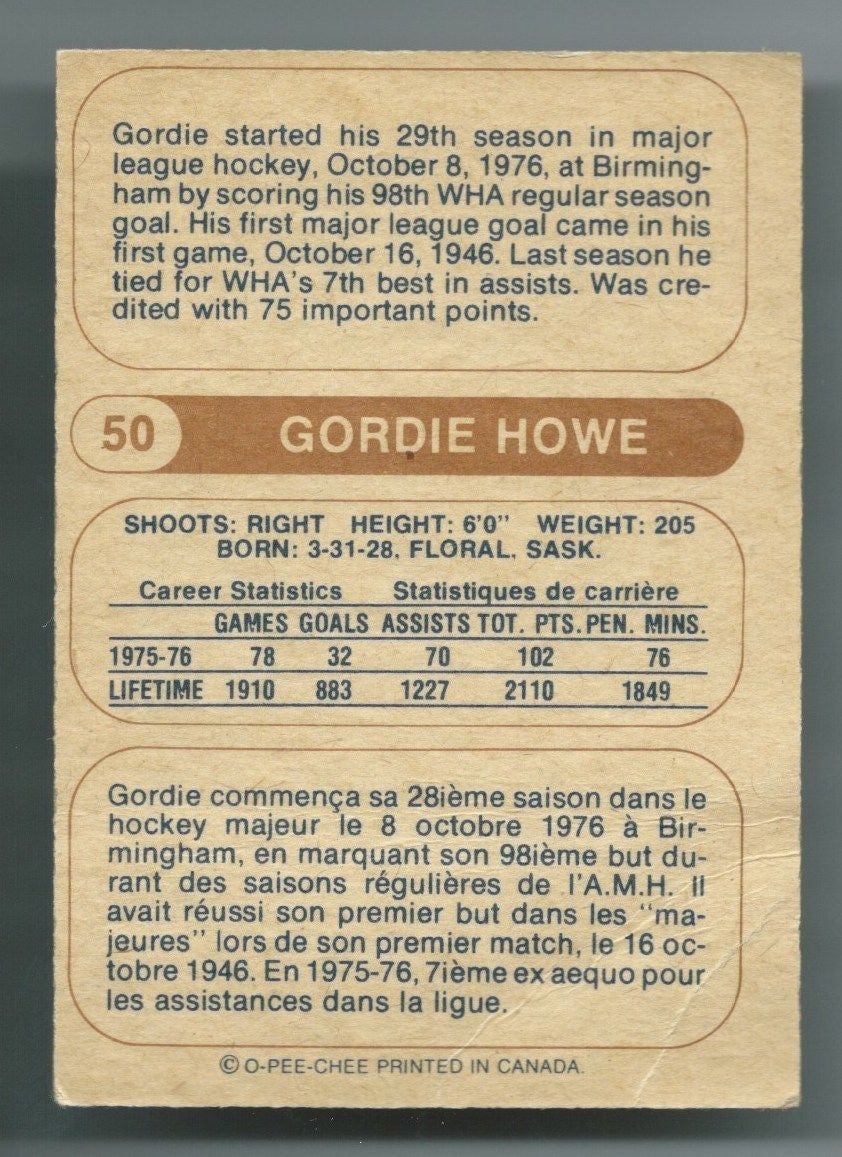 Gordie started his 29th season in major
league hockey, October 8, 1976, at Birming-
ham by scoring his 98th WHA regular season
goal. His first major league goal came in his
first game, October 16, 1946. Last season he
tied for WHA's 7th best in assists. Was cre-
dited with 75 important points.
50 GORDIE HOWE
SHOOTS: RIGHT HEIGHT: 6'0" WEIGHT: 205
BORN: 3-31-28, FLORAL, SASK.
Career Statistics Statistiques de carrière
GAMES GOALS ASSISTS TOT. PTS. PEN. MINS.
1975-76 78 32 70 102 76
LIFETIME 1910 883 1227 2110 1849
Gordie commença sa 28ième saison dans le
hockey majeur le 8 octobre 1976 à Bir-
mingham, en marquant son 98ième but du-
rant des saisons régulières de l'A.M.H. Il
avait réussi son premier but dans les "ma-
jeures" lors de son premier match, le 16 oc-
tobre 1946. En 1975-76, 7ième ex aequo pour
les assistances dans la ligue.
© O-PEE-CHEE PRINTED IN CANADA.